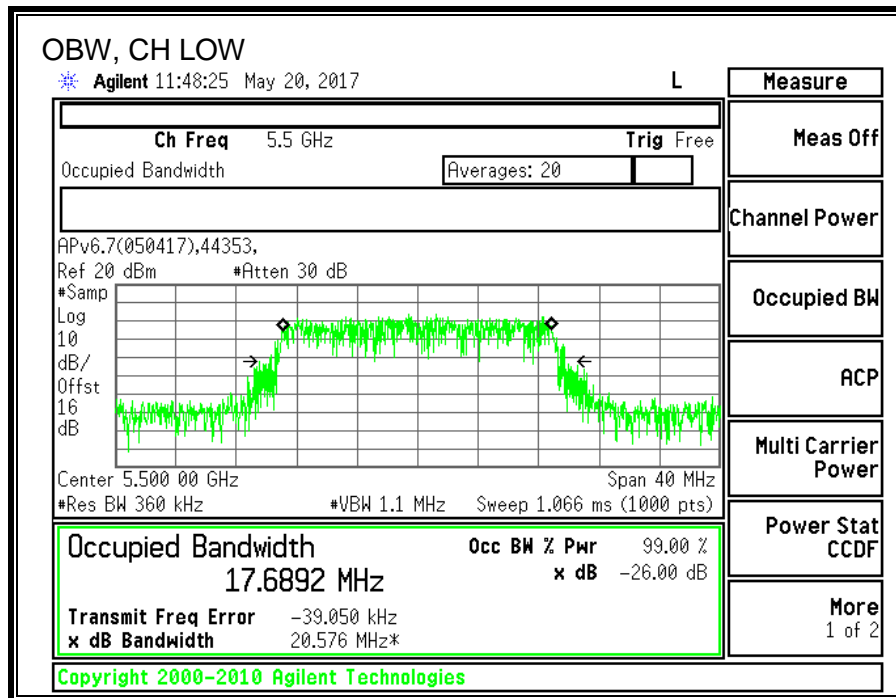 OBW, CH LOW
Agilent 11:48:25 May 20, 2017 L
Measure
Ch Freq 5.5 GHz Trig Free
Meas Off
Occupied Bandwidth Averages: 20
Channel Power
APv6.7(050417),44353,
Ref 20 dBm #Atten 30 dB
#Samp
Log
10
dB/
Offst
16
dB
Occupied BW
ACP
Center 5.500 00 GHz Span 40 MHz
#Res BW 360 kHz #VBW 1.1 MHz Sweep 1.066 ms (1000 pts)
Multi Carrier
Power
Occupied Bandwidth Occ BW % Pwr 99.00 %
17.6892 MHz x dB -26.00 dB
Power Stat
CCDF
Transmit Freq Error -39.050 kHz
x dB Bandwidth 20.576 MHz*
More
1 of 2
Copyright 2000-2010 Agilent Technologies